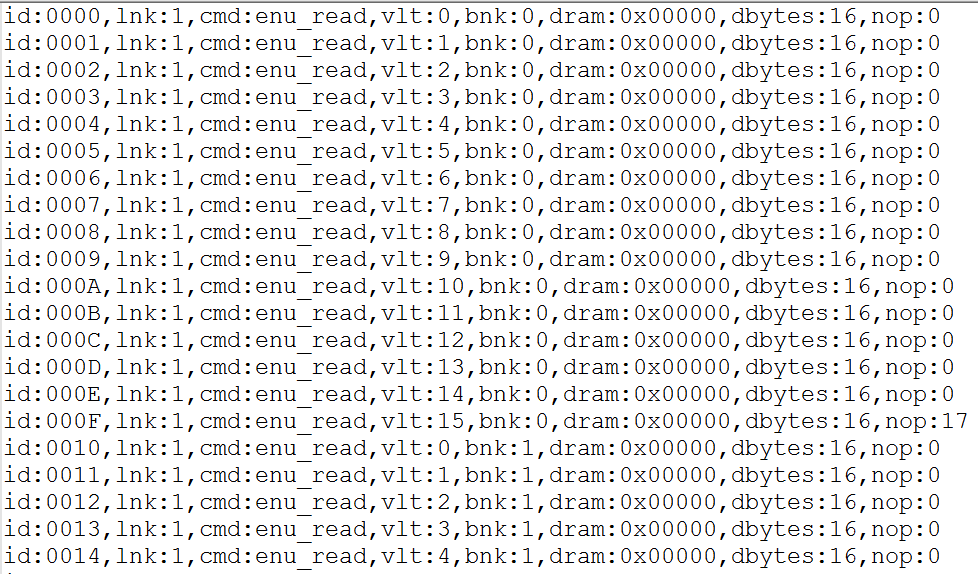 id:0000,lnk:1,cmd:enu_read,vlt:0,bnk:0,dram:0x00000,dbytes:16,nop:0
id:0001,lnk:1,cmd:enu_read,vlt:1,bnk:0,dram:0x00000,dbytes:16,nop:0
id:0002,lnk:1,cmd:enu_read,vlt:2,bnk:0,dram:0x00000,dbytes:16,nop:0
id:0003,lnk:1,cmd:enu_read,vlt:3,bnk:0,dram:0x00000,dbytes:16,nop:0
id:0004,lnk:1,cmd:enu_read,vlt:4,bnk:0,dram:0x00000,dbytes:16,nop:0
id:0005,lnk:1,cmd:enu_read,vlt:5,bnk:0,dram:0x00000,dbytes:16,nop:0
id:0006,lnk:1,cmd:enu_read,vlt:6,bnk:0,dram:0x00000,dbytes:16,nop:0
id:0007,lnk:1,cmd:enu_read,vlt:7,bnk:0,dram:0x00000,dbytes:16,nop:0
id:0008,lnk:1,cmd:enu_read,vlt:8,bnk:0,dram:0x00000,dbytes:16,nop:0
id:0009,lnk:1,cmd:enu_read,vlt:9,bnk:0,dram:0x00000,dbytes:16,nop:0
id:000A,lnk:1,cmd:enu_read,vlt:10,bnk:0,dram:0x00000,dbytes:16,nop:0
id:000B,lnk:1,cmd:enu_read,vlt:11,bnk:0,dram:0x00000,dbytes:16,nop:0
id:000C,lnk:1,cmd:enu_read,vlt:12,bnk:0,dram:0x00000,dbytes:16,nop:0
id:000D,lnk:1,cmd:enu_read,vlt:13,bnk:0,dram:0x00000,dbytes:16,nop:0
id:000E,lnk:1,cmd:enu_read,vlt:14,bnk:0,dram:0x00000,dbytes:16,nop:0
id:000F,lnk:1,cmd:enu_read,vlt:15,bnk:0,dram:0x00000,dbytes:16,nop:17
id:0010,lnk:1,cmd:enu_read,vlt:0,bnk:1,dram:0x00000,dbytes:16,nop:0
id:0011,lnk:1,cmd:enu_read,vlt:1,bnk:1,dram:0x00000,dbytes:16,nop:0
id:0012,lnk:1,cmd:enu_read,vlt:2,bnk:1,dram:0x00000,dbytes:16,nop:0
id:0013,lnk:1,cmd:enu_read,vlt:3,bnk:1,dram:0x00000,dbytes:16,nop:0
id:0014,lnk:1,cmd:enu_read,vlt:4,bnk:1,dram:0x00000,dbytes:16,nop:0